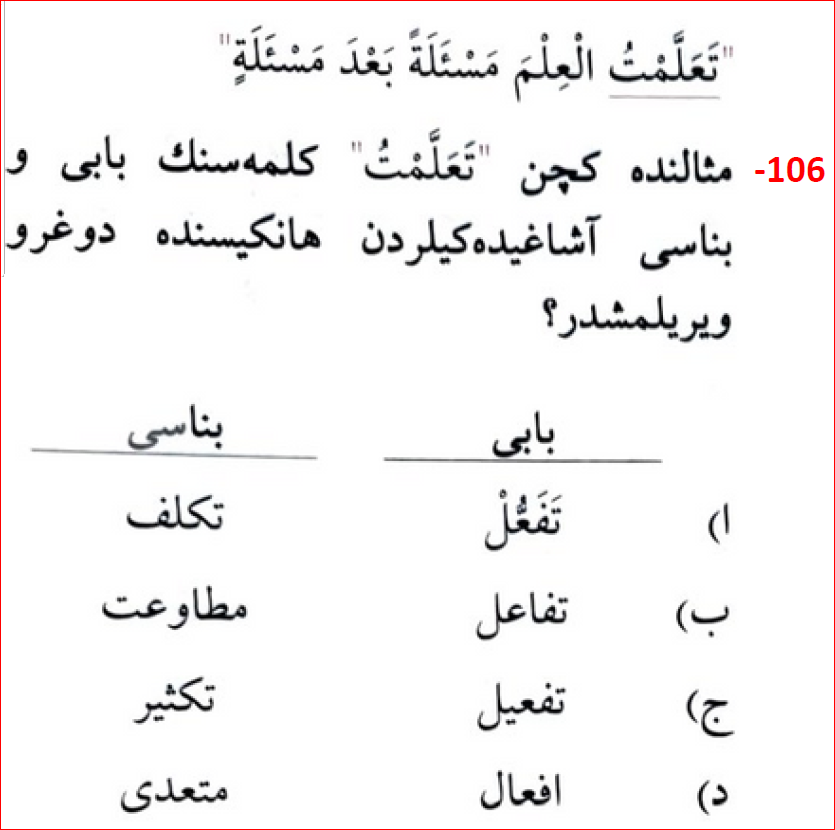 "تَعَلَّمْتُ الْعِلْمَ مَسْئَلَةً بَعْدَ مَسْئَلَةٍ"
106- مثالنده كچن "تَعَلَّمْتُ" كلمه‌سنك بابى و
بناسى آشاغيده‌كيلردن هانكيسنده دوغرو
ويريلمشدر؟
بابى بناسى
ا) تَفَعُّلْ تكلف
ب) تفاعل مطاوعت
ج) تفعيل تكثير
د) افعال متعدى